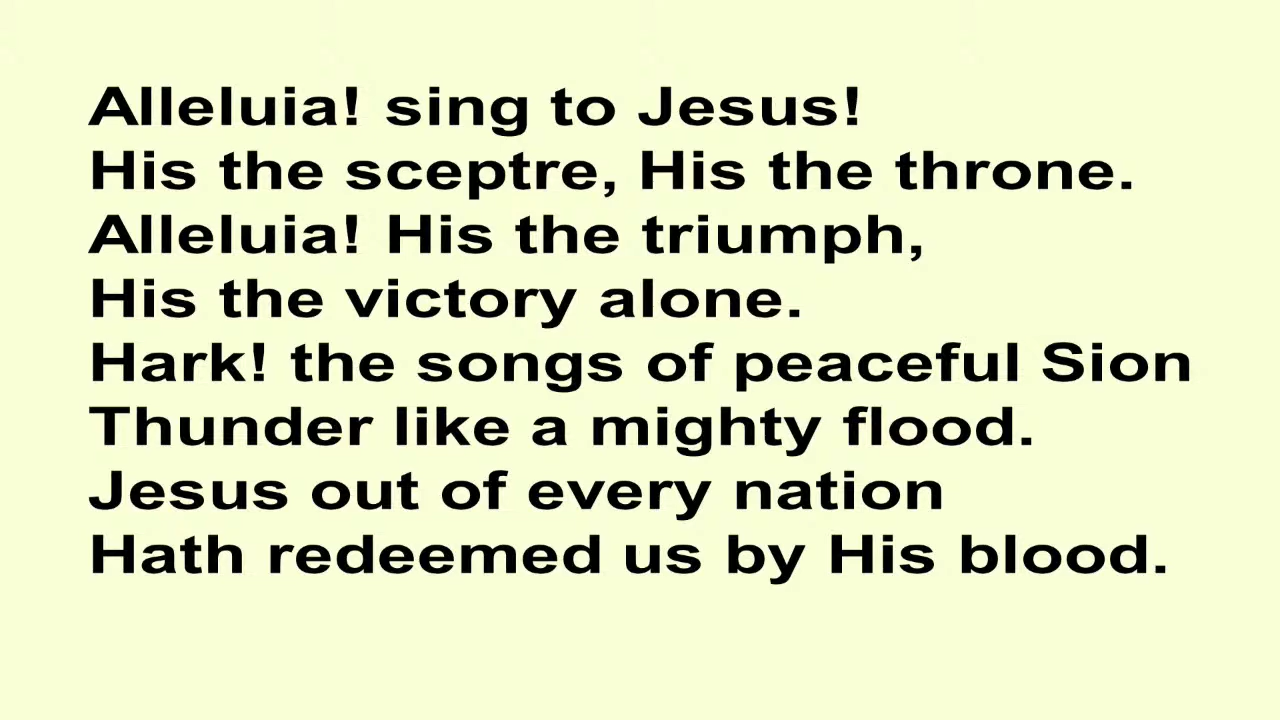 Alleluia! sing to Jesus!
His the sceptre, His the throne.
Alleluia! His the triumph,
His the victory alone.
Hark! the songs of peaceful Sion
Thunder like a mighty flood.
Jesus out of every nation
Hath redeemed us by His blood.